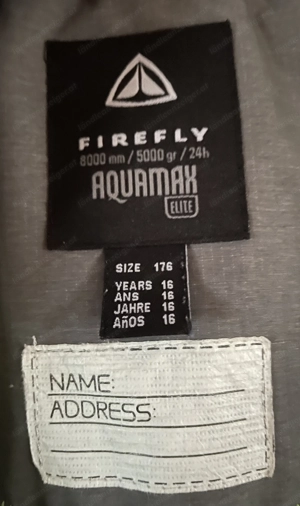 FIREFLY
8000 mm / 5000 gr / 24h
AQUAMAX
ELITE
SIZE 176
YEARS 16
ANS 16
JAHRE 16
AÑOS 16
NAME:
ADDRESS: